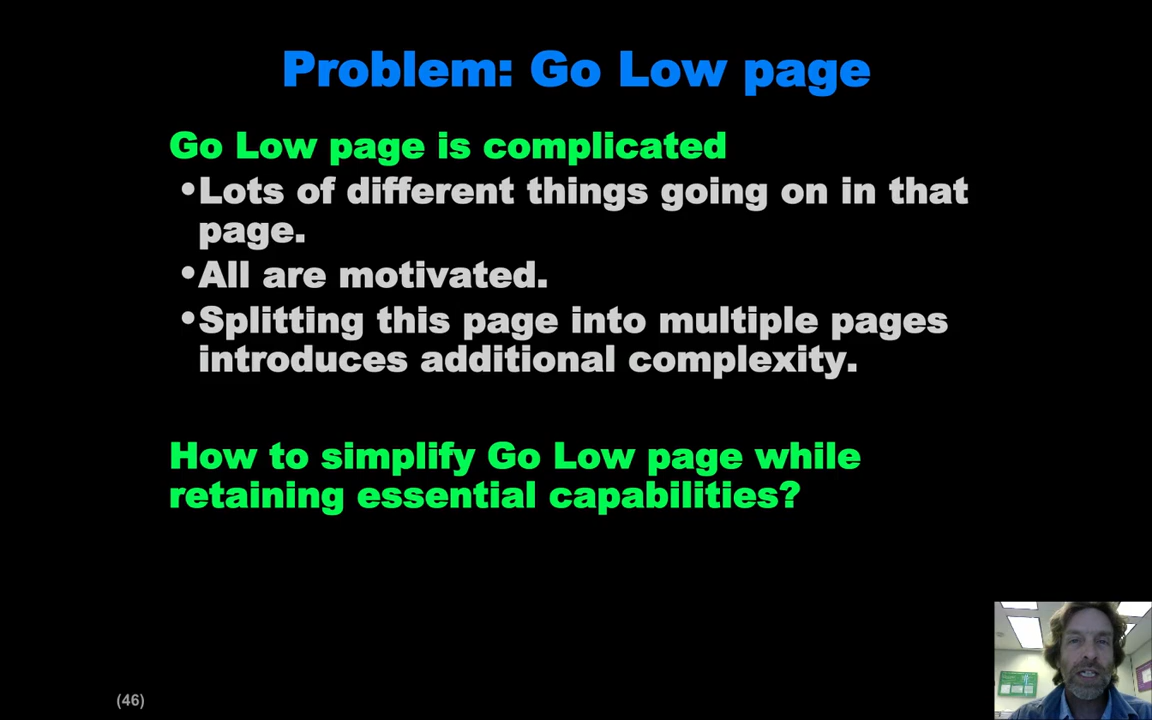 Problem: Go Low page
Go Low page is complicated
•Lots of different things going on in that
page.
•All are motivated.
•Splitting this page into multiple pages
introduces additional complexity.
How to simplify Go Low page while
retaining essential capabilities?
(46)